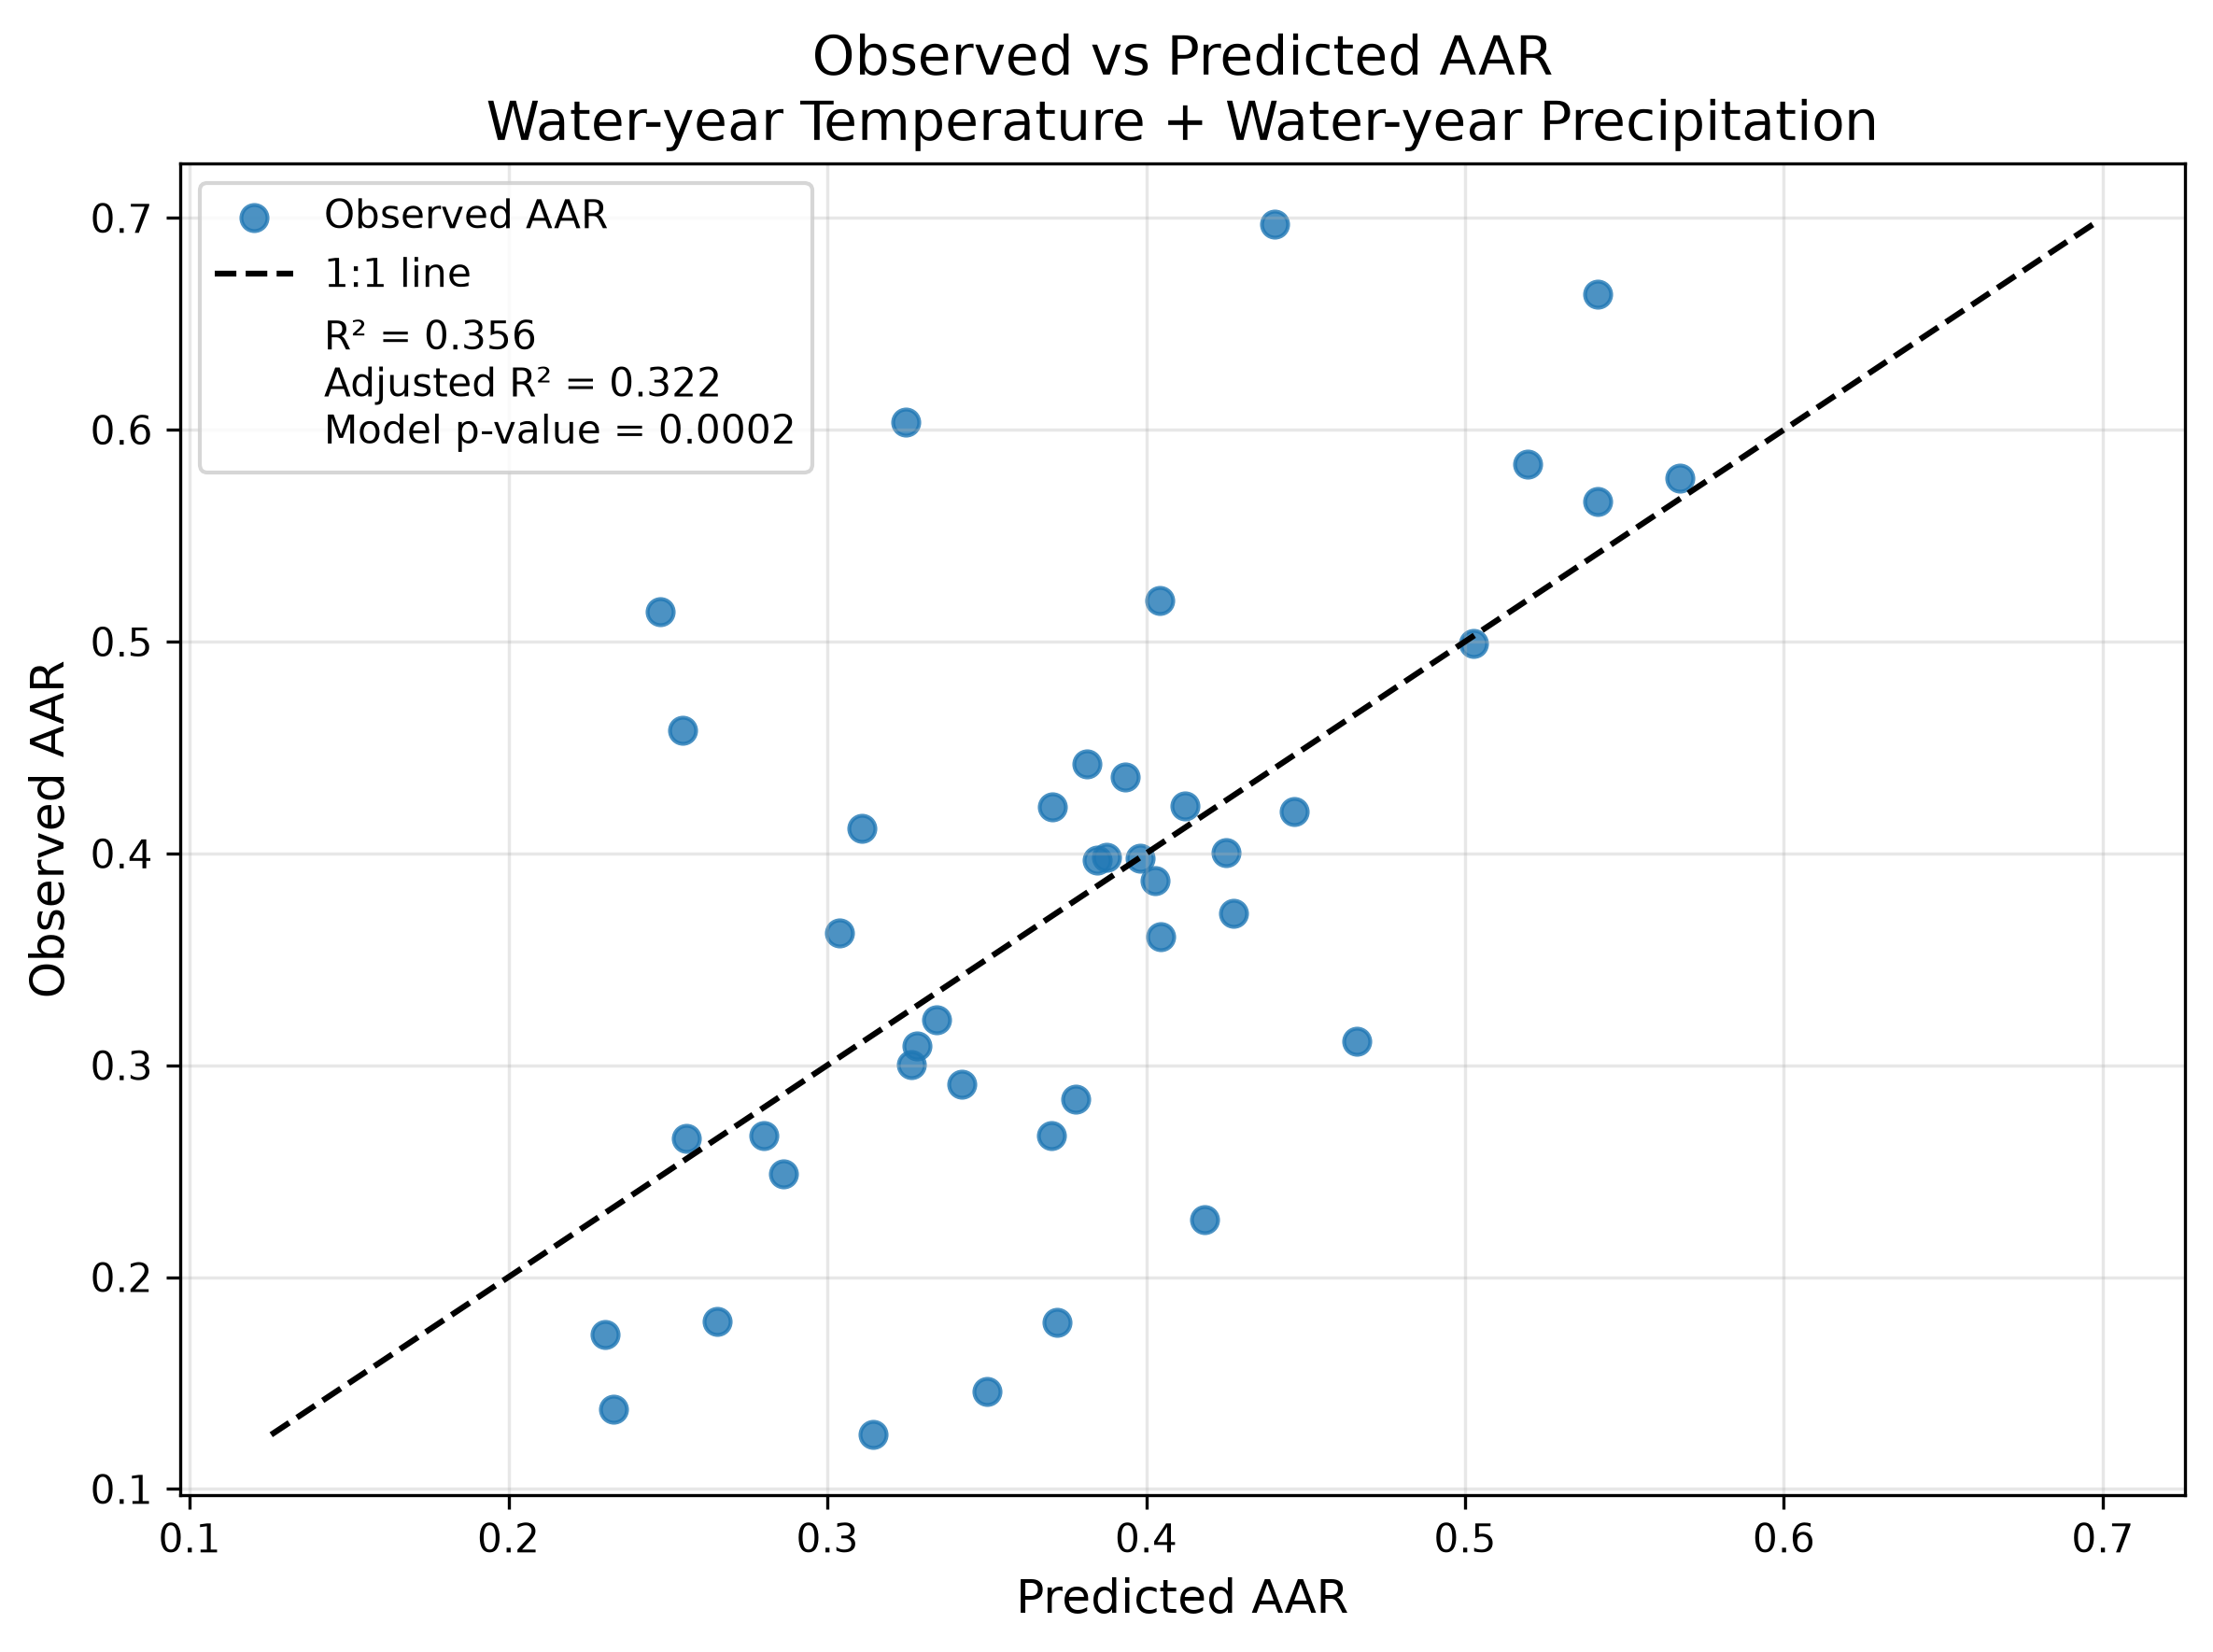 Observed vs Predicted AAR
Water-year Temperature + Water-year Precipitation
Observed AAR
1:1 line
R² = 0.356
Adjusted R² = 0.322
Model p-value = 0.0002
0.7
0.6
0.5
0.4
0.3
0.2
0.1
Observed AAR
0.1 0.2 0.3 0.4 0.5 0.6 0.7
Predicted AAR